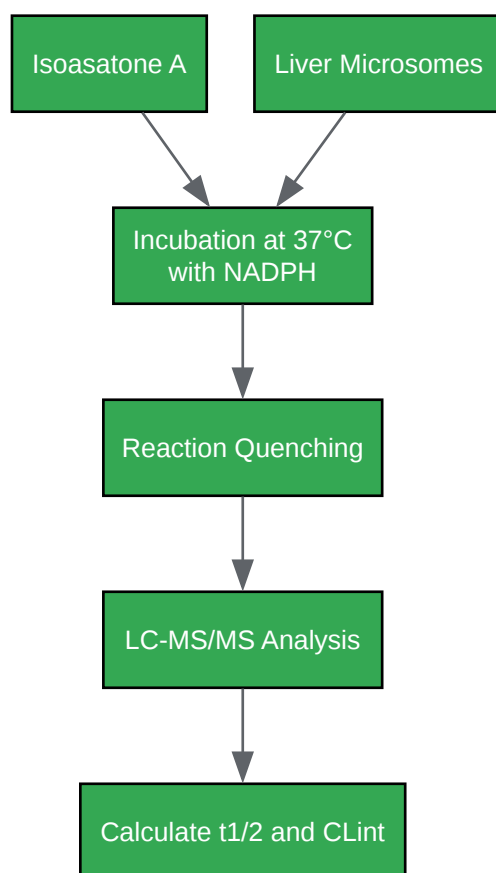 Isoasatone A
Liver Microsomes
Incubation at 37°C
with NADPH
Reaction Quenching
LC-MS/MS Analysis
Calculate t1/2 and CLint